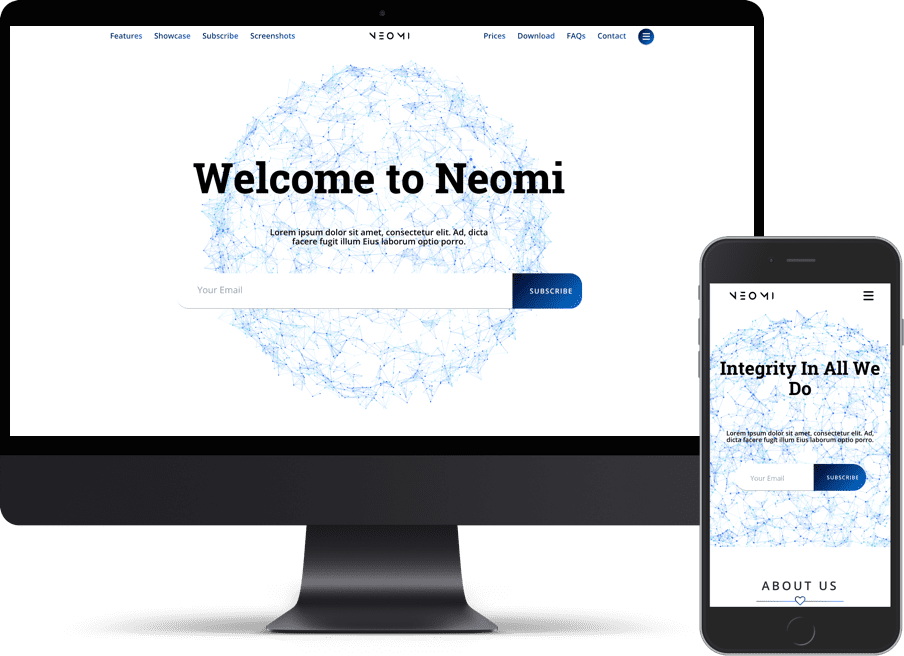 Features Showcase Subscribe Screenshots NEOMI Prices Download FAQs Contact
Welcome to Neomi
Lorem ipsum dolor sit amet, consectetur elit. Ad, dicta
facere fugit illum Eius laborum optio porro.
Your Email SUBSCRIBE
NEOMI
Integrity In All We
Do
Lorem ipsum dolor sit amet, consectetur elit. Ad,
dicta facere fugit illum Eius laborum optio porro.
Your Email SUBSCRIBE
ABOUT US